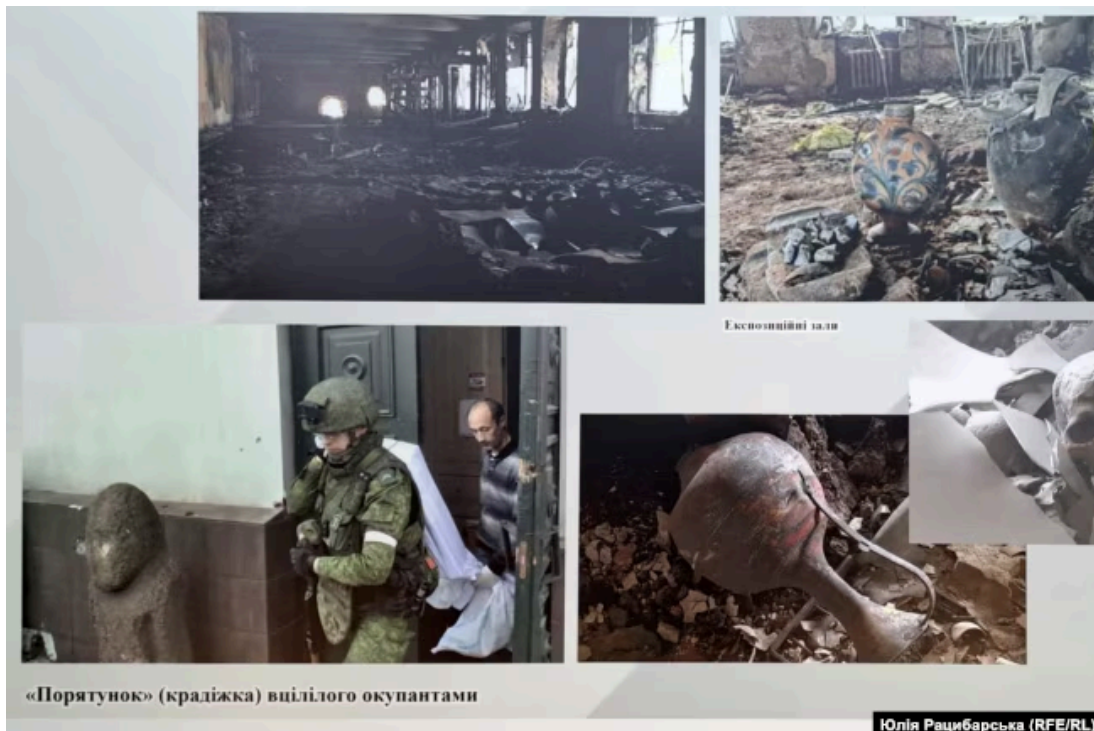 Експозиційні зали
«Порятунок» (крадіжка) вцілілого окупантами
Юлія Рацибарська (RFE/RL)